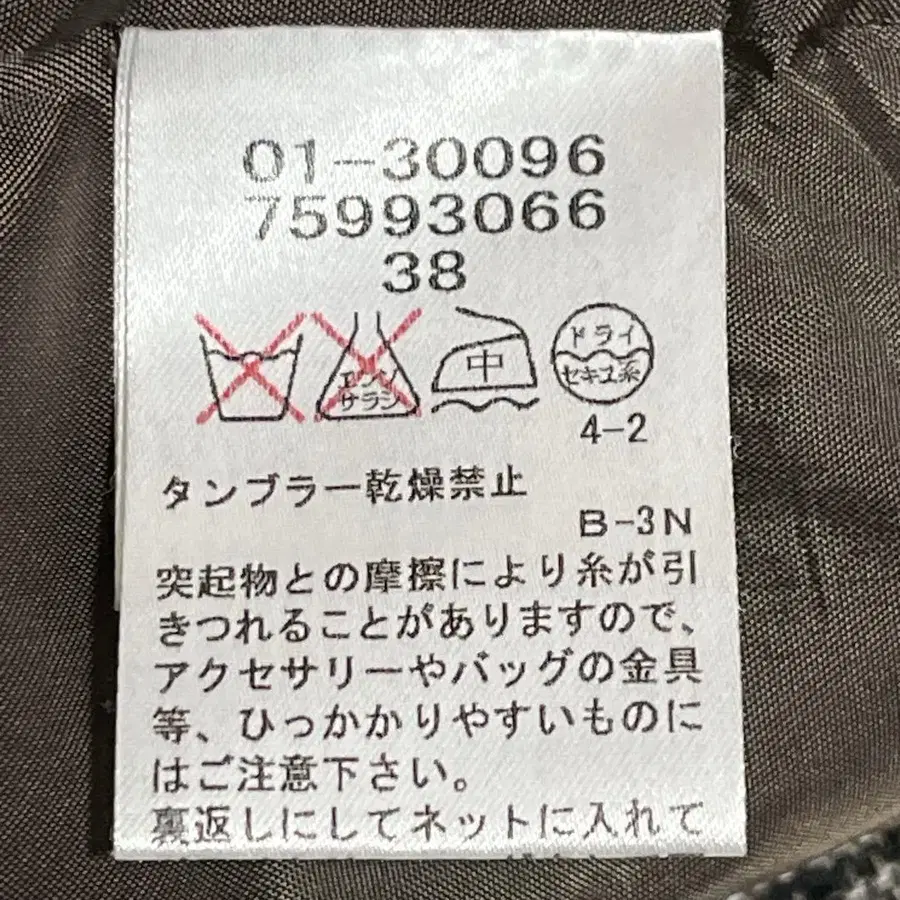 01-30096
75993066
38
エンソ
サラシ
中
ドライ
セキユ系
4-2
タンブラー乾燥禁止
B-3N
突起物との摩擦により糸が引
きつれることがありますので、
アクセサリーやバッグの金具
等、ひっかかりやすいものに
はご注意下さい。
裏返しにしてネットに入れて